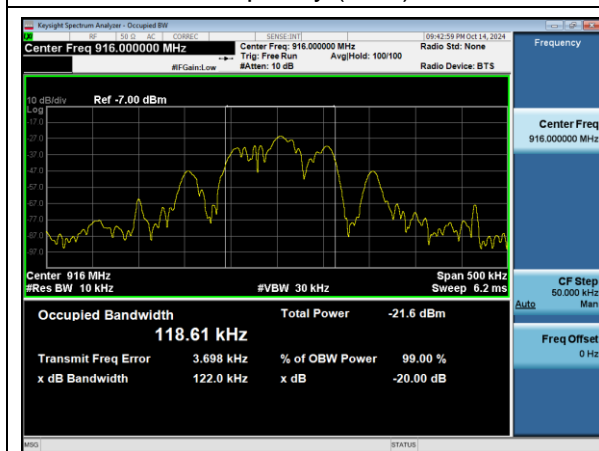 Keysight Spectrum Analyzer - Occupied BW
RF 50 Ω AC CORREC SENSE:INT 09:42:59 PM Oct 14, 2024
Center Freq 916.000000 MHz
Center Freq: 916.000000 MHz
Radio Std: None
Trig: Free Run Avg|Hold: 100/100
#IFGain:Low #Atten: 10 dB Radio Device: BTS
Frequency
10 dB/div Ref -7.00 dBm
Log
-17.0
-27.0
-37.0
-47.0
-57.0
-67.0
-77.0
-87.0
-97.0
Center Freq
916.000000 MHz
Center 916 MHz Span 500 kHz
#Res BW 10 kHz #VBW 30 kHz Sweep 6.2 ms
CF Step
50.000 kHz
Auto Man
Occupied Bandwidth Total Power -21.6 dBm
118.61 kHz
Freq Offset
0 Hz
Transmit Freq Error 3.698 kHz % of OBW Power 99.00 %
x dB Bandwidth 122.0 kHz x dB -20.00 dB
MSG STATUS